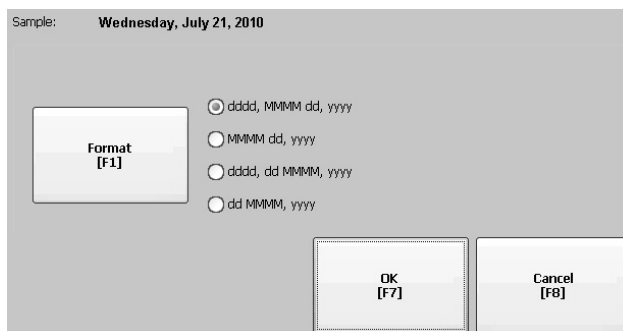 Sample: Wednesday, July 21, 2010
dddd, MMMM dd, yyyy
Format
[F1]
MMMM dd, yyyy
dddd, dd MMMM, yyyy
dd MMMM, yyyy
OK
[F7]
Cancel
[F8]